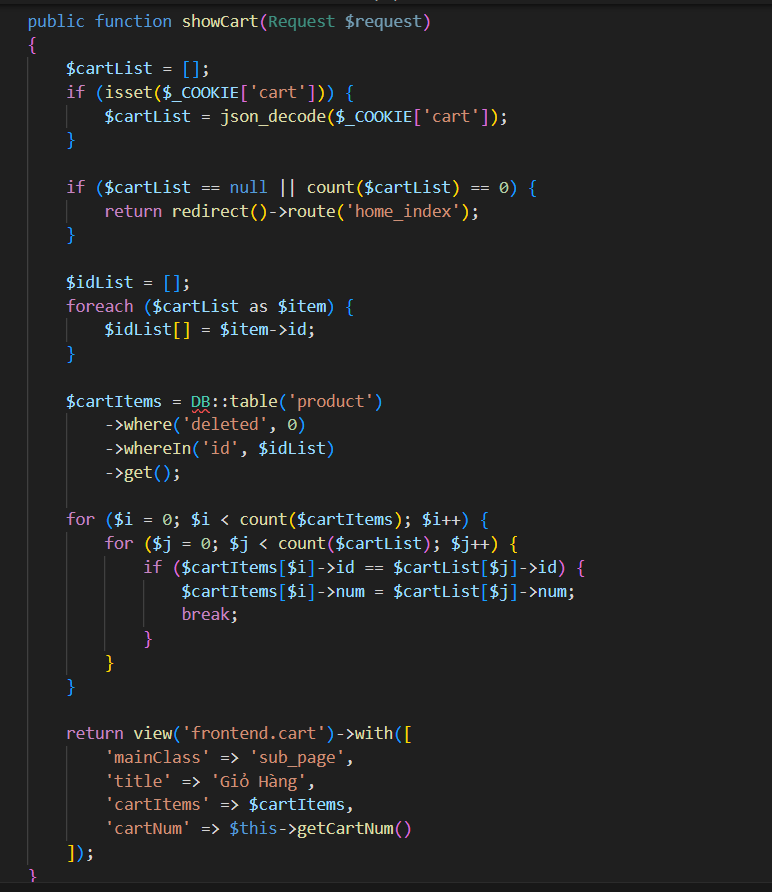 public function showCart(Request $request)
{
    $cartList = [];
    if (isset($_COOKIE['cart'])) {
        $cartList = json_decode($_COOKIE['cart']);
    }

    if ($cartList == null || count($cartList) == 0) {
        return redirect()->route('home_index');
    }

    $idList = [];
    foreach ($cartList as $item) {
        $idList[] = $item->id;
    }

    $cartItems = DB::table('product')
        ->where('deleted', 0)
        ->whereIn('id', $idList)
        ->get();

    for ($i = 0; $i < count($cartItems); $i++) {
        for ($j = 0; $j < count($cartList); $j++) {
            if ($cartItems[$i]->id == $cartList[$j]->id) {
                $cartItems[$i]->num = $cartList[$j]->num;
                break;
            }
        }
    }

    return view('frontend.cart')->with([
        'mainClass' => 'sub_page',
        'title' => 'Giỏ Hàng',
        'cartItems' => $cartItems,
        'cartNum' => $this->getCartNum()
    ]);
}